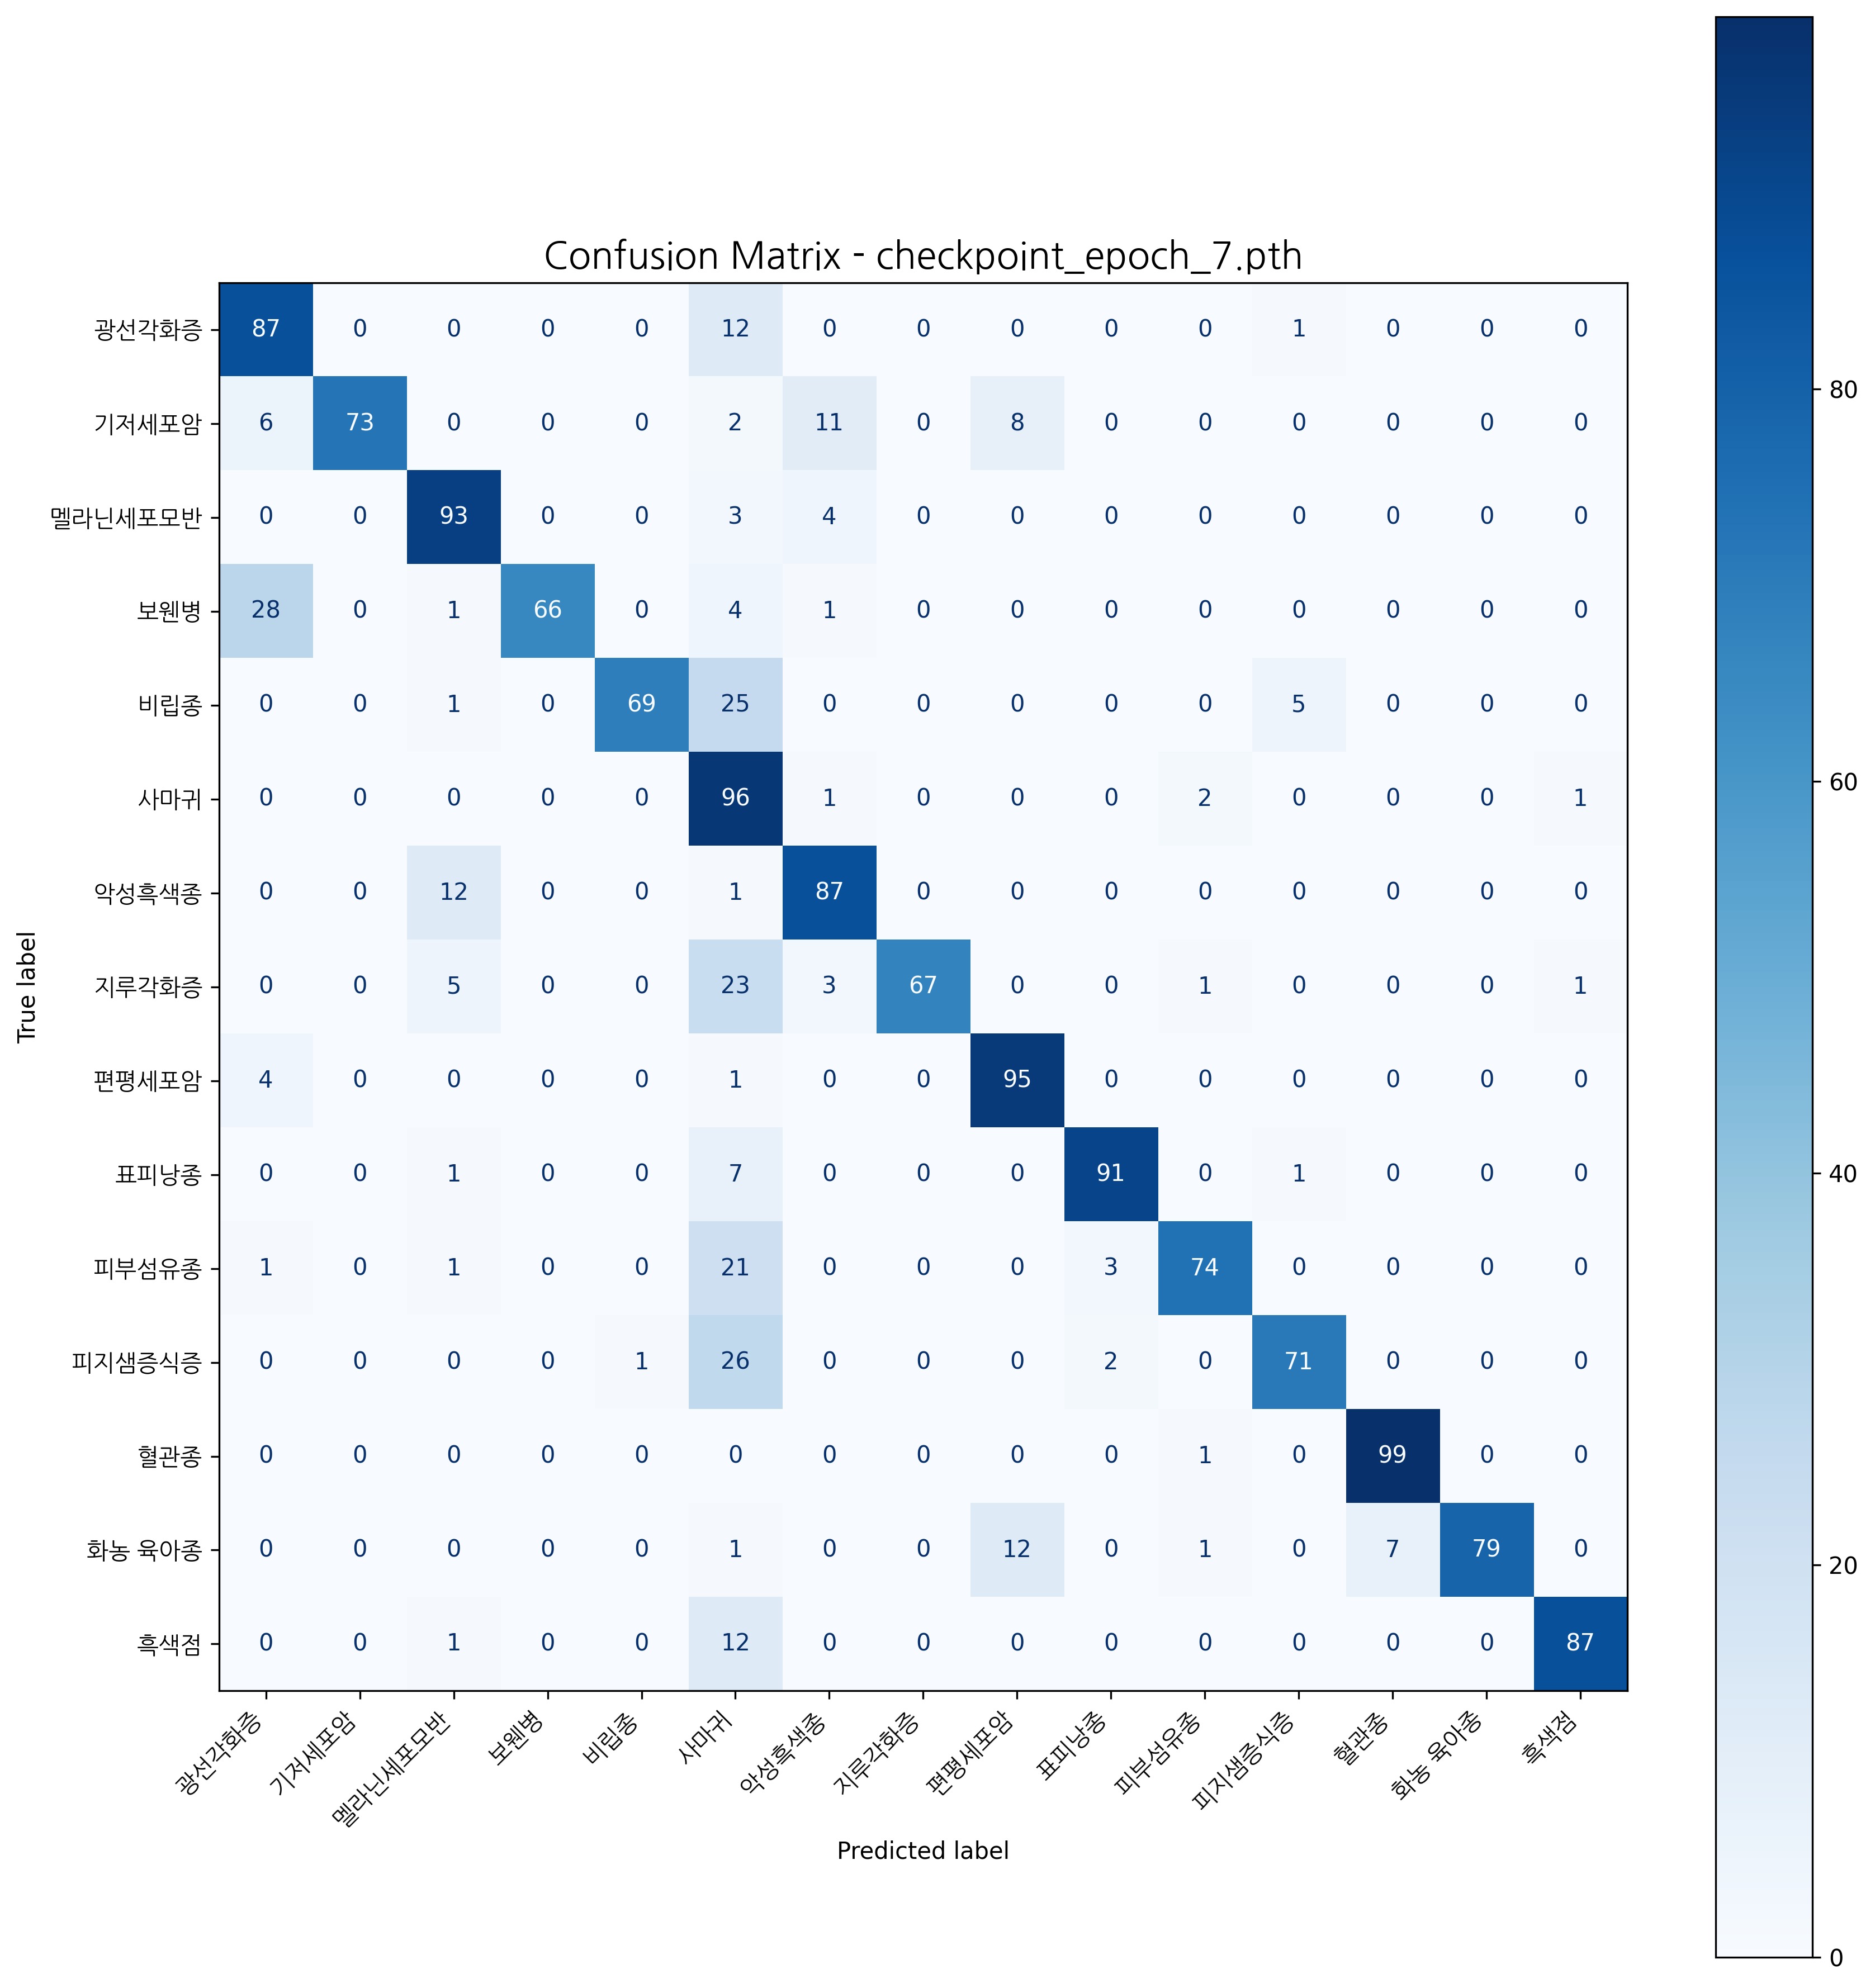 Confusion Matrix - checkpoint_epoch_7.pth
광선각화증 87 0 0 0 0 12 0 0 0 0 0 1 0 0 0
기저세포암 6 73 0 0 0 2 11 0 8 0 0 0 0 0 0
멜라닌세포모반 0 0 93 0 0 3 4 0 0 0 0 0 0 0 0
보웬병 28 0 1 66 0 4 1 0 0 0 0 0 0 0 0
비립종 0 0 1 0 69 25 0 0 0 0 0 5 0 0 0
사마귀 0 0 0 0 0 96 1 0 0 0 2 0 0 0 1
악성흑색종 0 0 12 0 0 1 87 0 0 0 0 0 0 0 0
지루각화증 0 0 5 0 0 23 3 67 0 0 1 0 0 0 1
편평세포암 4 0 0 0 0 1 0 0 95 0 0 0 0 0 0
표피낭종 0 0 1 0 0 7 0 0 0 91 0 1 0 0 0
피부섬유종 1 0 1 0 0 21 0 0 0 3 74 0 0 0 0
피지샘증식증 0 0 0 0 1 26 0 0 0 2 0 71 0 0 0
혈관종 0 0 0 0 0 0 0 0 0 0 1 0 99 0 0
화농 육아종 0 0 0 0 0 1 0 0 12 0 1 0 7 79 0
흑색점 0 0 1 0 0 12 0 0 0 0 0 0 0 0 87
광선각화증 기저세포암 멜라닌세포모반 보웬병 비립종 사마귀 악성흑색종 지루각화증 편평세포암 표피낭종 피부섬유종 피지샘증식증 혈관종 화농 육아종 흑색점
Predicted label
True label
80
60
40
20
0